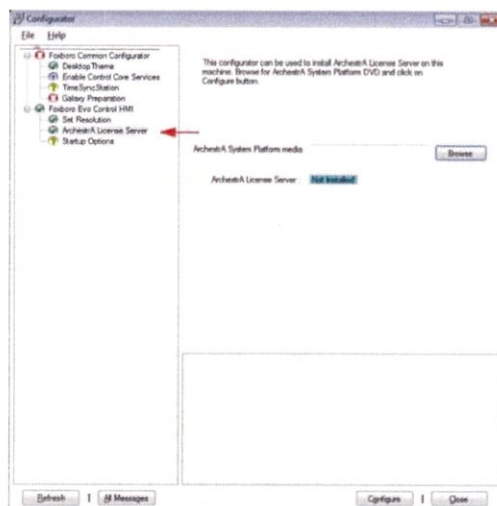 Configurator
File Help
Foxboro Common Configurator
Desktop Theme
Enable Control Core Services
TimeSyncStation
Galaxy Preparation
Foxboro Evo Control HMI
Set Resolution
ArchestrA License Server
Startup Options
This configurator can be used to install ArchestrA License Server on this
machine. Browse for ArchestrA System Platform DVD and click on
Configure button.
ArchestrA System Platform media
Browse
ArchestrA License Server
Not Installed
Refresh
All Messages
Configure
Close